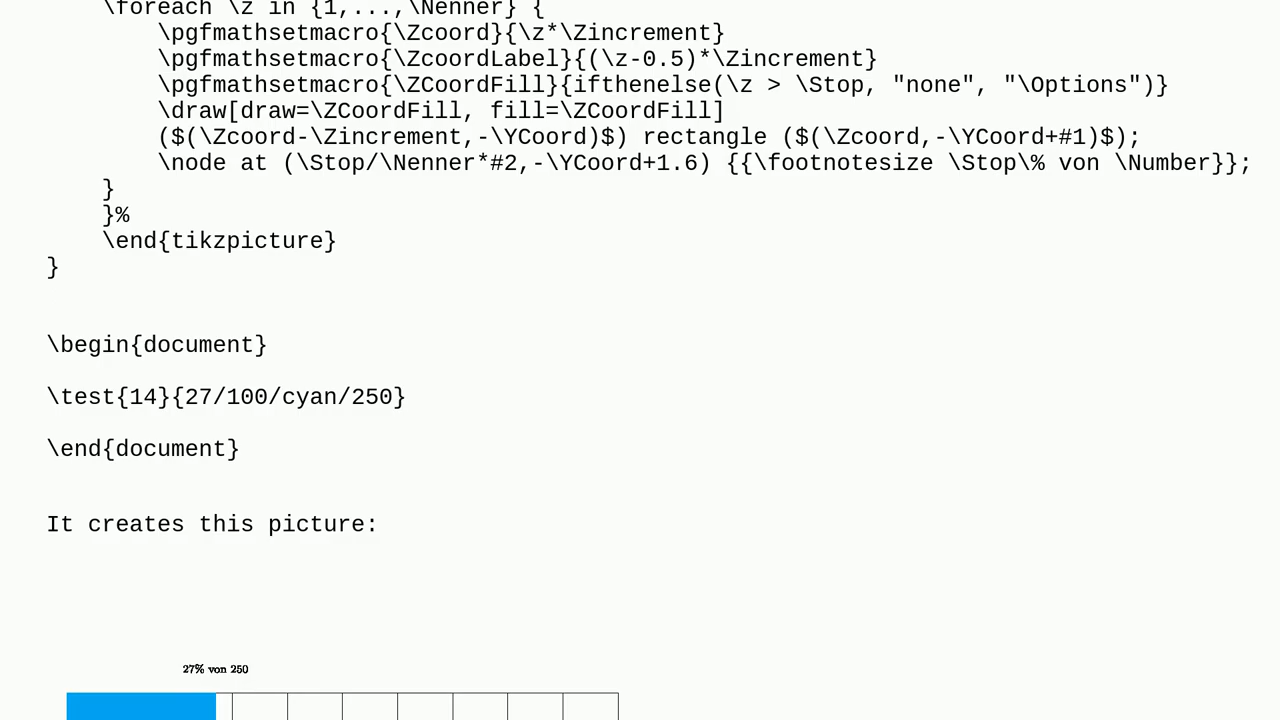 \foreach \z in {1,...,\Nenner} {
\pgfmathsetmacro{\Zcoord}{\z*\Zincrement}
\pgfmathsetmacro{\ZcoordLabel}{(\z-0.5)*\Zincrement}
\pgfmathsetmacro{\ZCoordFill}{ifthenelse(\z > \Stop, "none", "\Options")}
\draw[draw=\ZCoordFill, fill=\ZCoordFill]
($(\Zcoord-\Zincrement,-\YCoord)$) rectangle ($(\Zcoord,-\YCoord+#1)$);
\node at (\Stop/\Nenner*#2,-\YCoord+1.6) {{\footnotesize \Stop\% von \Number}};
}
}%
\end{tikzpicture}
}
\begin{document}
\test{14}{27/100/cyan/250}
\end{document}
It creates this picture:
27% von 250